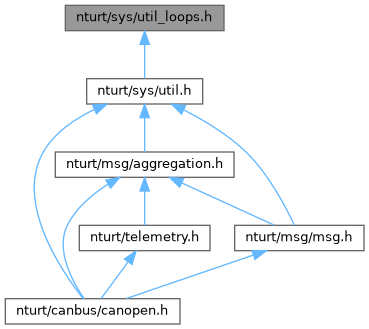 nturt/sys/util_loops.h
nturt/sys/util.h
nturt/msg/aggregation.h
nturt/telemetry.h
nturt/msg/msg.h
nturt/canbus/canopen.h